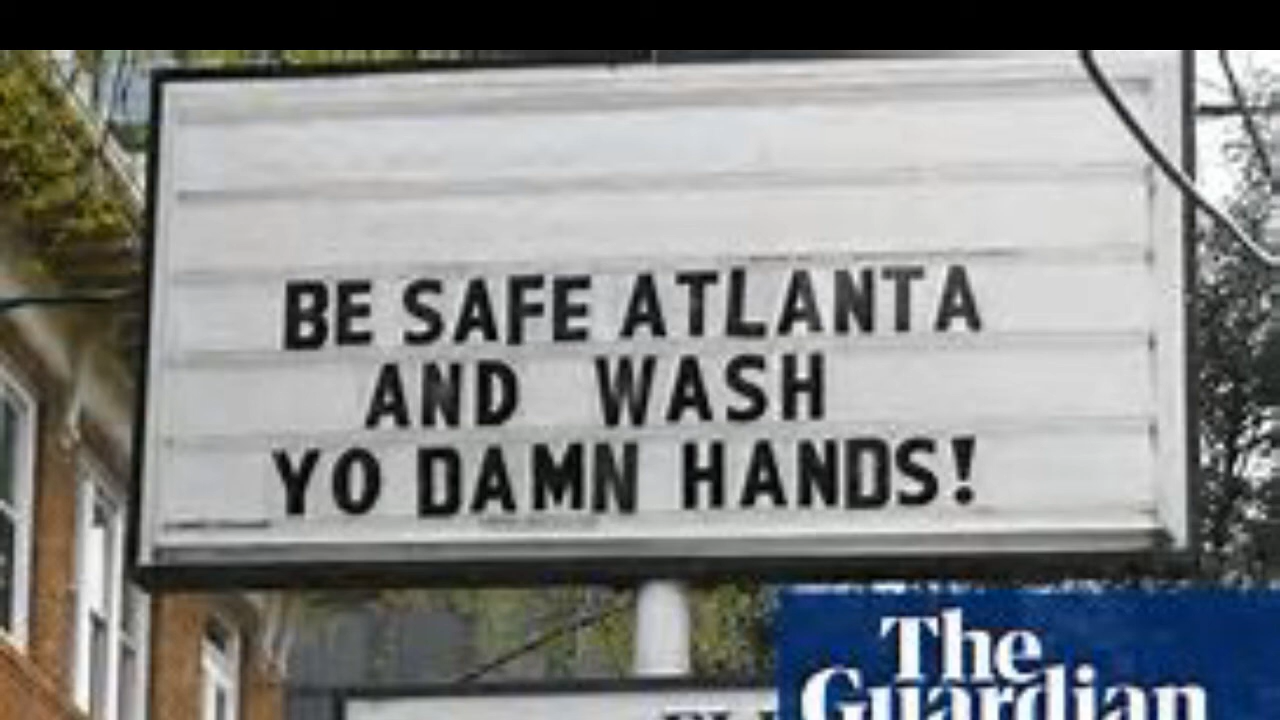 BE SAFE ATLANTA
AND WASH
YO DAMN HANDS!
The
Guardian